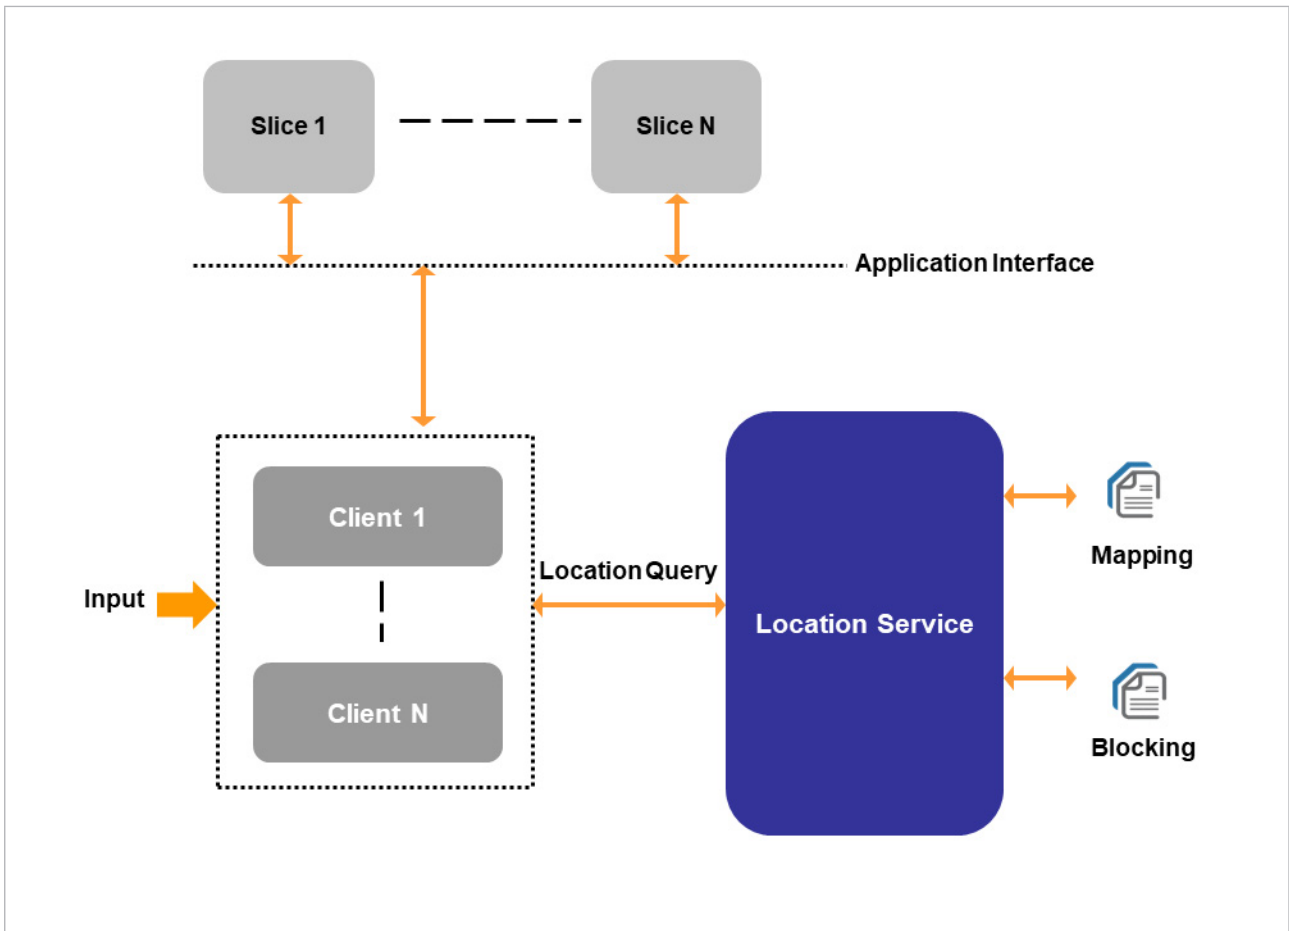 Slice 1
Slice N
Application Interface
Client 1
Location Query
Mapping
Input
Location Service
Client N
Blocking